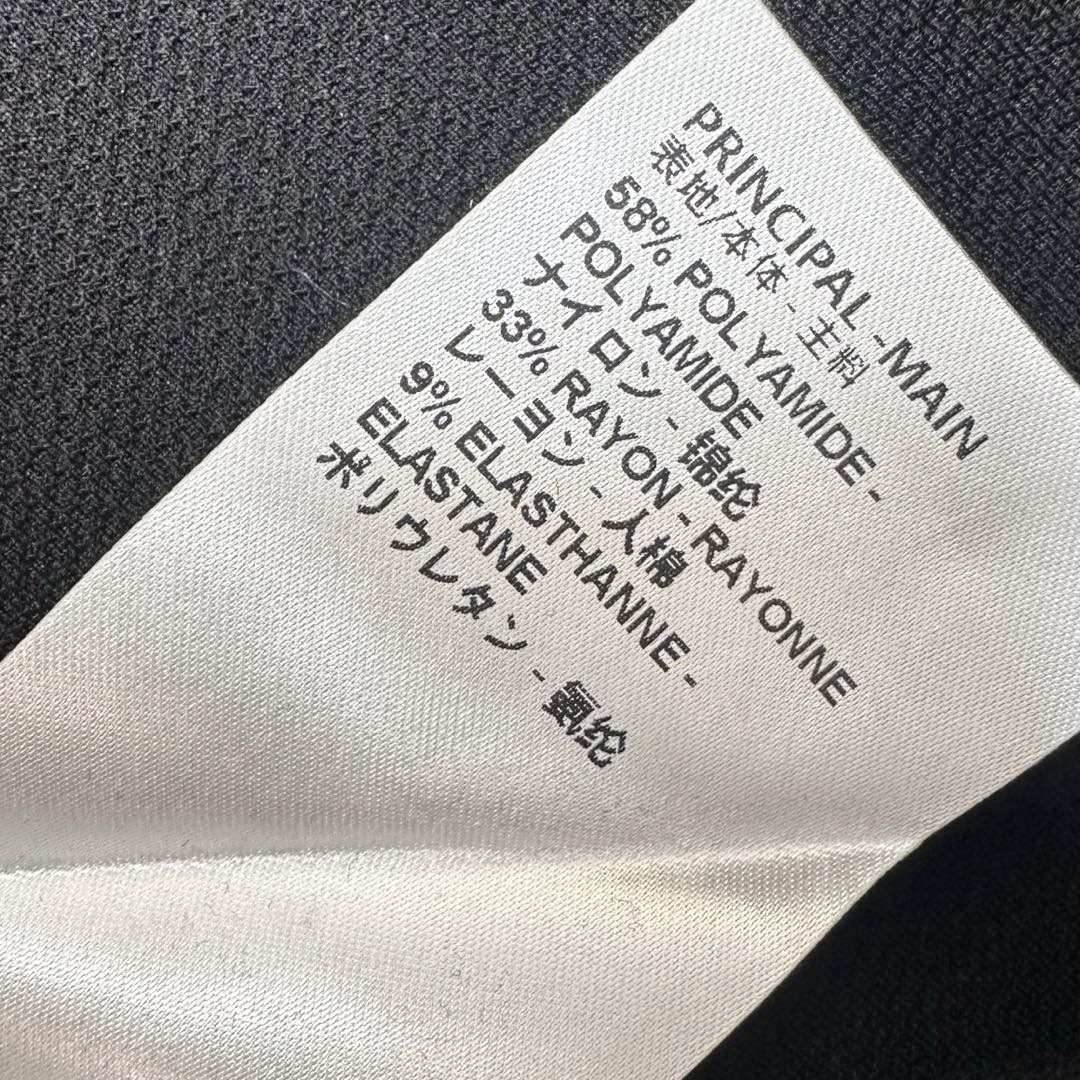 PRINCIPAL - MAIN
表地/本体 - 主料
58% POLYAMIDE -
POLYAMIDE
ナイロン - 锦纶
33% RAYON - RAYONNE
レーヨン - 人棉
9% ELASTHANNE -
ELASTANE
ポリウレタン - 氨纶